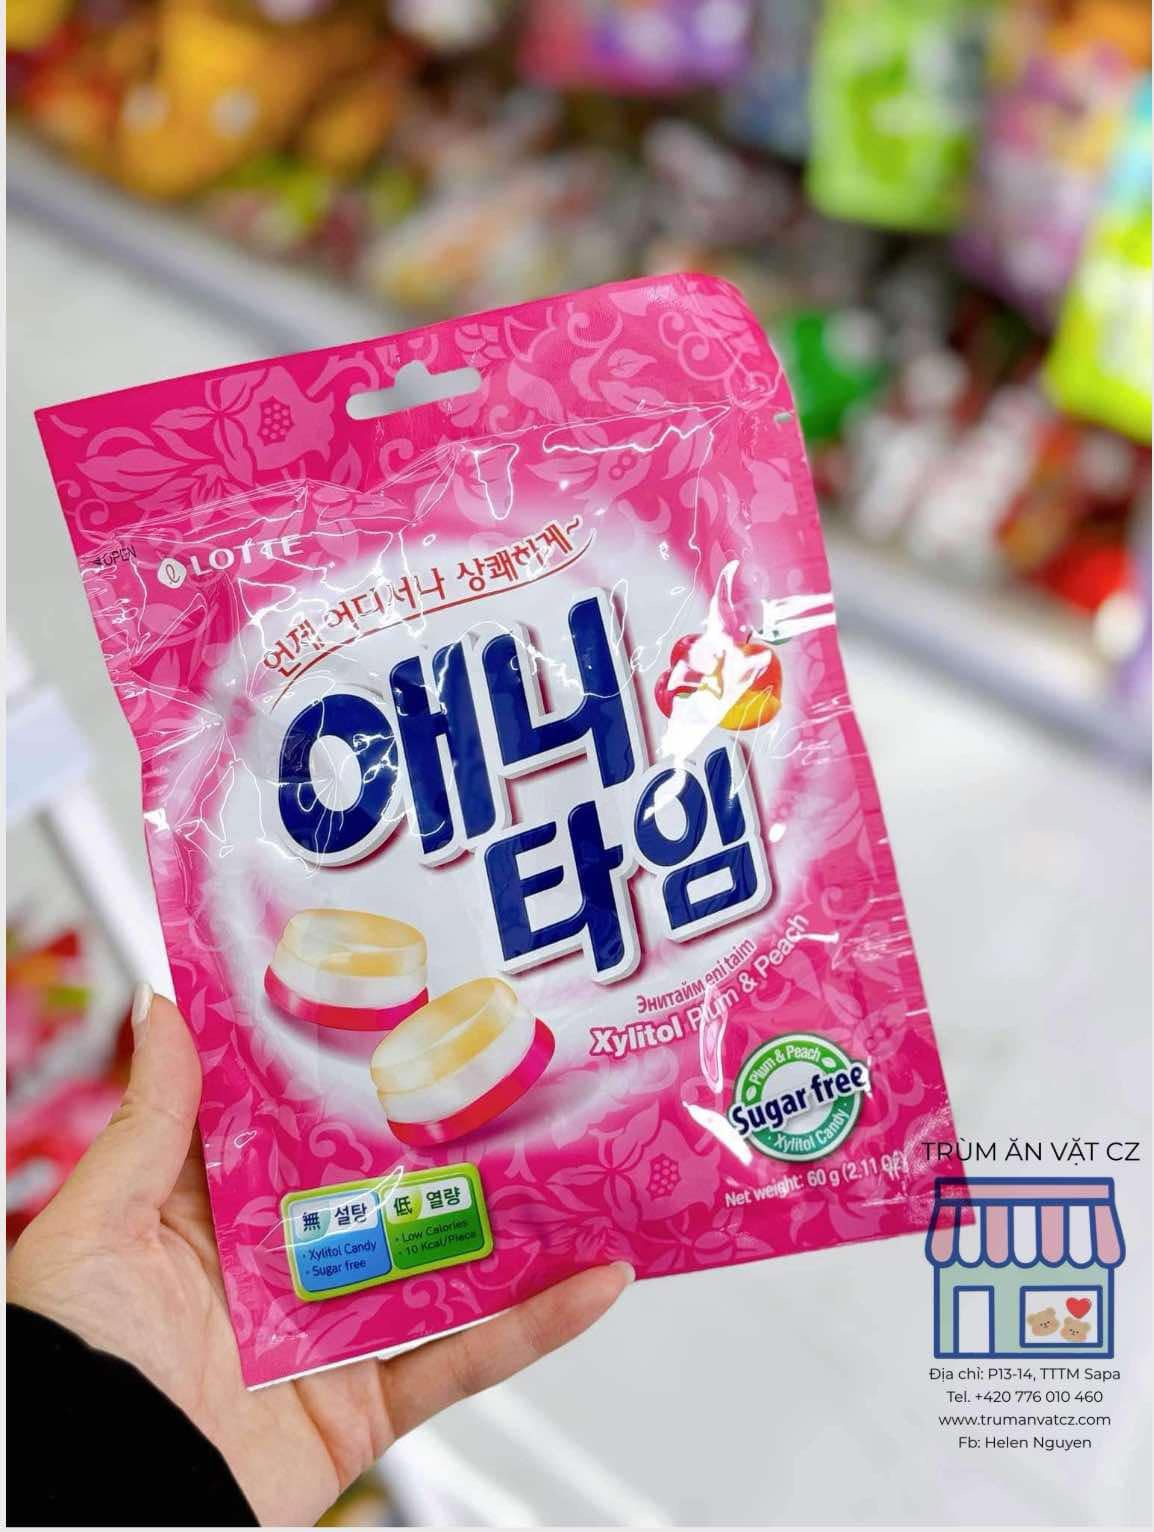 ◄OPEN
LOTTE
언제 어디서나 상쾌하게~
애니
타임
Энитайм eni taim
Xylitol Plum & Peach
Plum & Peach
Sugar free
Xylitol Candy
Net weight: 60 g (2.11 OZ)
無 설탕
• Xylitol Candy
• Sugar free
低 열량
• Low Calories
• 10 Kcal/Piece
TRÙM ĂN VẶT CZ
Địa chỉ: P13-14, TTTM Sapa
Tel. +420 776 010 460
www.trumanvatcz.com
Fb: Helen Nguyen